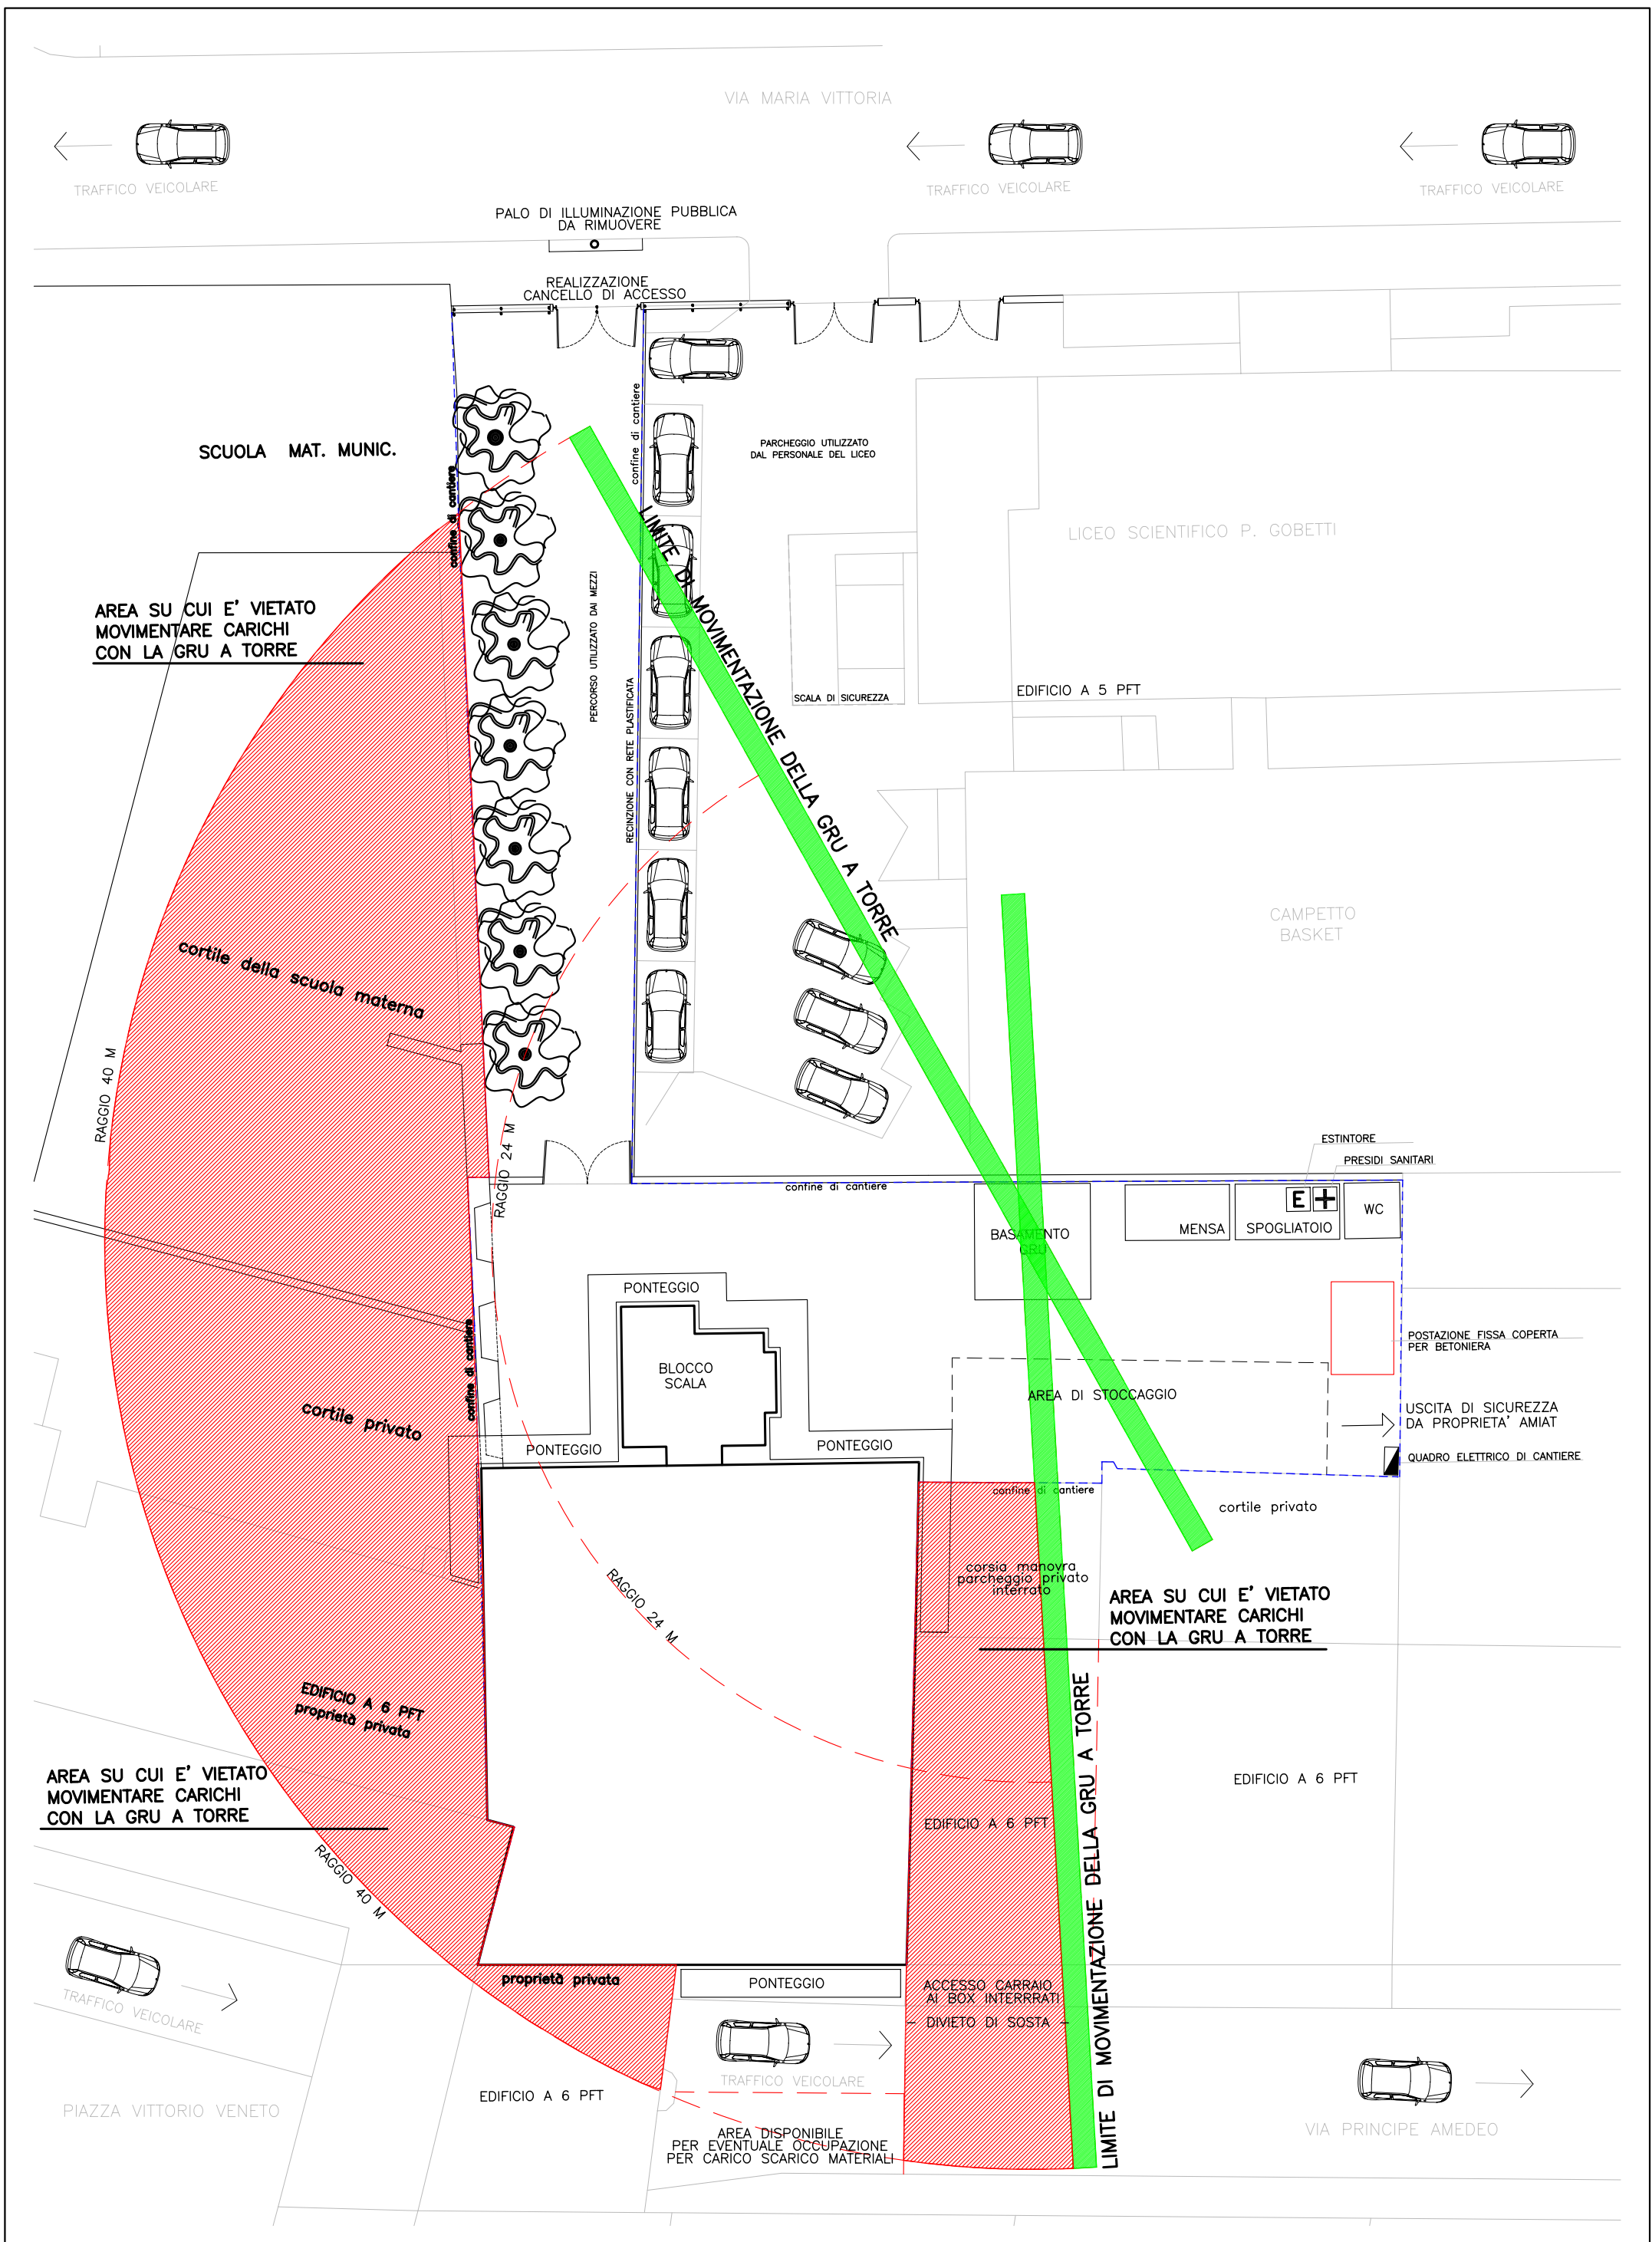 VIA MARIA VITTORIA
TRAFFICO VEICOLARE
TRAFFICO VEICOLARE
TRAFFICO VEICOLARE
PALO DI ILLUMINAZIONE PUBBLICA
DA RIMUOVERE
REALIZZAZIONE
CANCELLO DI ACCESSO
confine di cantiere
PARCHEGGIO UTILIZZATO
DAL PERSONALE DEL LICEO
SCUOLA MAT. MUNIC.
confine di cantiere
LICEO SCIENTIFICO P. GOBETTI
LIMITE DI MOVIMENTAZIONE DELLA GRU A TORRE
AREA SU CUI E' VIETATO
MOVIMENTARE CARICHI
CON LA GRU A TORRE
PERCORSO UTILIZZATO DAI MEZZI
RECINZIONE CON RETE PLASTIFICATA
SCALA DI SICUREZZA
EDIFICIO A 5 PFT
CAMPETTO
BASKET
cortile della scuola materna
RAGGIO 40 M
RAGGIO 24 M
ESTINTORE
PRESIDI SANITARI
confine di cantiere
E
MENSA
SPOGLIATOIO
WC
BASAMENTO
GRU
PONTEGGIO
BLOCCO
SCALA
confine di cantiere
POSTAZIONE FISSA COPERTA
PER BETONIERA
AREA DI STOCCAGGIO
USCITA DI SICUREZZA
DA PROPRIETA' AMIAT
cortile privato
PONTEGGIO
PONTEGGIO
QUADRO ELETTRICO DI CANTIERE
confine di cantiere
cortile privato
corsia manovra
parcheggio privato
interrato
RAGGIO 24 M
AREA SU CUI E' VIETATO
MOVIMENTARE CARICHI
CON LA GRU A TORRE
EDIFICIO A 6 PFT
proprietà privata
AREA SU CUI E' VIETATO
MOVIMENTARE CARICHI
CON LA GRU A TORRE
LIMITE DI MOVIMENTAZIONE DELLA GRU A TORRE
EDIFICIO A 6 PFT
EDIFICIO A 6 PFT
RAGGIO 40 M
proprietà privata
PONTEGGIO
ACCESSO CARRAIO
AI BOX INTERRRATI
DIVIETO DI SOSTA
TRAFFICO VEICOLARE
TRAFFICO VEICOLARE
EDIFICIO A 6 PFT
PIAZZA VITTORIO VENETO
VIA PRINCIPE AMEDEO
AREA DISPONIBILE
PER EVENTUALE OCCUPAZIONE
PER CARICO SCARICO MATERIALI